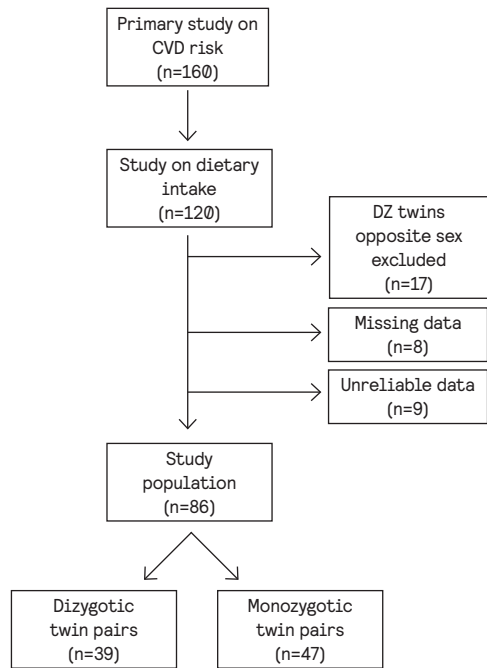 Primary study on
CVD risk
(n=160)
Study on dietary
intake
(n=120)
DZ twins
opposite sex
excluded
(n=17)
Missing data
(n=8)
Unreliable data
(n=9)
Study
population
(n=86)
Dizygotic
twin pairs
(n=39)
Monozygotic
twin pairs
(n=47)